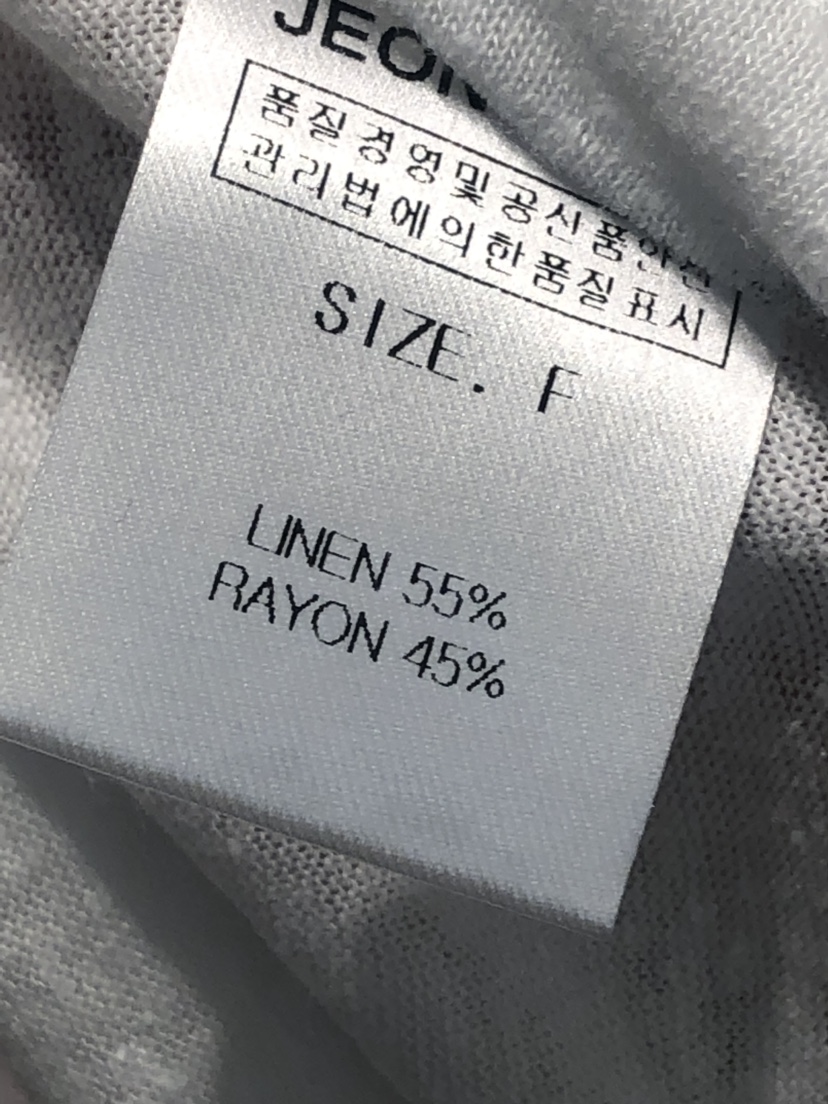 JEON
품질경영및공산품안전
관리법에의한품질표시
SIZE. F
LINEN 55%
RAYON 45%